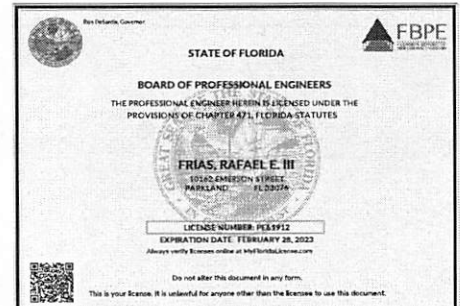 Ron DeSantis, Governor
FBPE
STATE OF FLORIDA
BOARD OF PROFESSIONAL ENGINEERS
THE PROFESSIONAL ENGINEER HEREIN IS LICENSED UNDER THE
PROVISIONS OF CHAPTER 471, FLORIDA STATUTES
FRIAS, RAFAEL E. III
10162 EMERSON STREET
PARKLAND FL 33076
LICENSE NUMBER: PE61912
EXPIRATION DATE: FEBRUARY 28, 2023
Always verify licenses online at MyFloridaLicense.com
Do not alter this document in any form.
This is your license. It is unlawful for anyone other than the licensee to use this document.